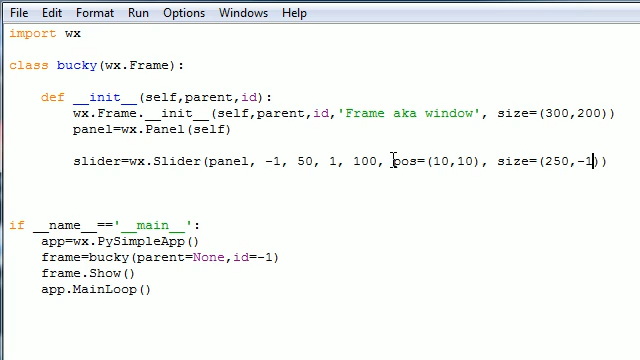 File Edit Format Run Options Windows Help
import wx
class bucky(wx.Frame):
def __init__(self,parent,id):
wx.Frame.__init__(self,parent,id,'Frame aka window', size=(300,200))
panel=wx.Panel(self)
slider=wx.Slider(panel, -1, 50, 1, 100, pos=(10,10), size=(250,-1))
if __name__=='__main__':
app=wx.PySimpleApp()
frame=bucky(parent=None,id=-1)
frame.Show()
app.MainLoop()